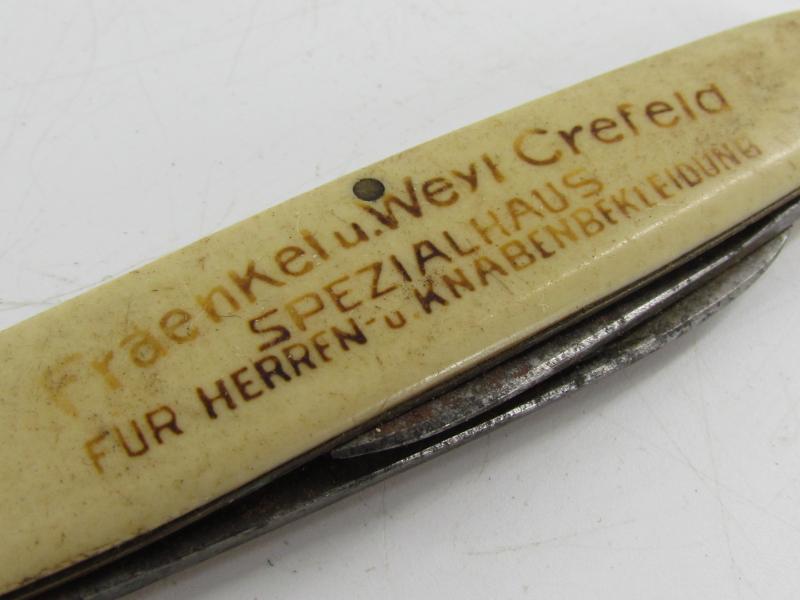 Fraenkel u. Weyl Crefeld
SPEZIALHAUS
FUR HERREN- u. KNABENBEKLEIDUNG